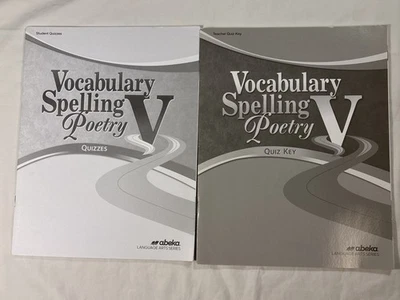 Student Quizzes
Vocabulary
Spelling
Poetry V
QUIZZES
abeka
LANGUAGE ARTS SERIES
Teacher Quiz Key
Vocabulary
Spelling
Poetry V
QUIZ KEY
abeka
LANGUAGE ARTS SERIES